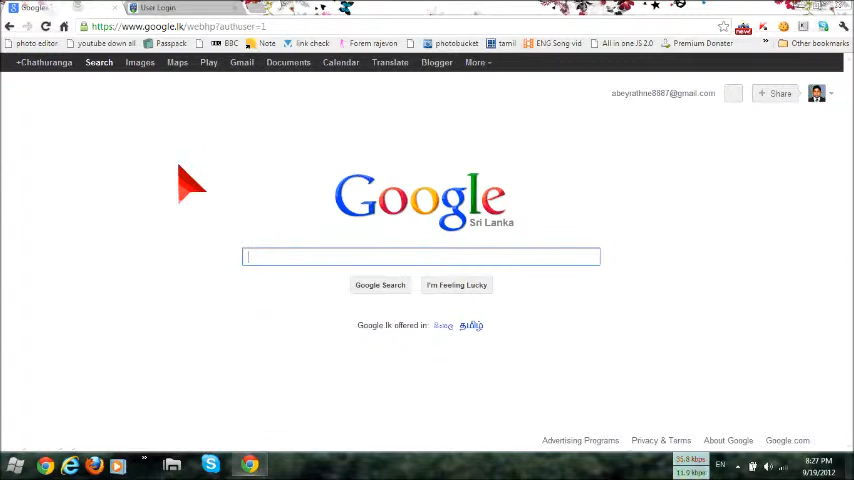 Google
User Login
https://www.google.lk/webhp?authuser=1
new!
photo editor youtube down all Passpack BBC Note link check Forem rajevon photobucket tamil ENG Song vid All in one JS 2.0 Premium Donater » Other bookmarks
+Chathuranga Search Images Maps Play Gmail Documents Calendar Translate Blogger More
abeyrathne8887@gmail.com + Share
Google
Sri Lanka
Google Search I'm Feeling Lucky
Google.lk offered in: සිංහල தமிழ்
Advertising Programs Privacy & Terms About Google Google.com
35.8 kbps
11.9 kbps
EN
8:27 PM
9/19/2012